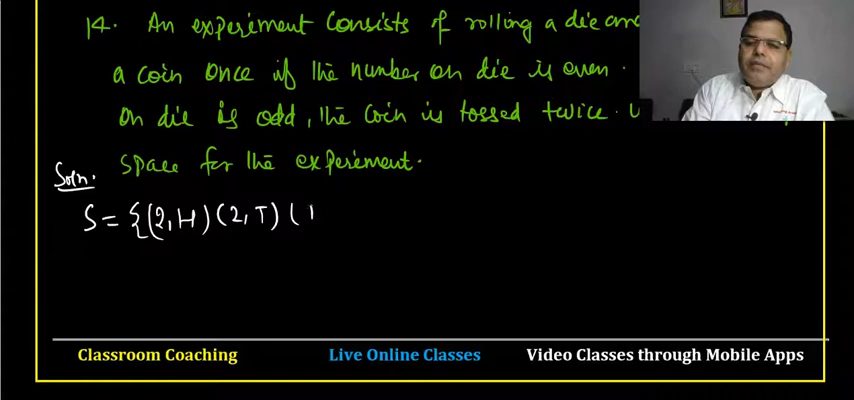 14. An experiment consists of rolling a die and
a coin once if the number on die is even.
on die is odd, the coin is tossed twice.
space for the experiment.
Soln.
S = {(2, H) (2, T) (1
Classroom Coaching Live Online Classes Video Classes through Mobile Apps